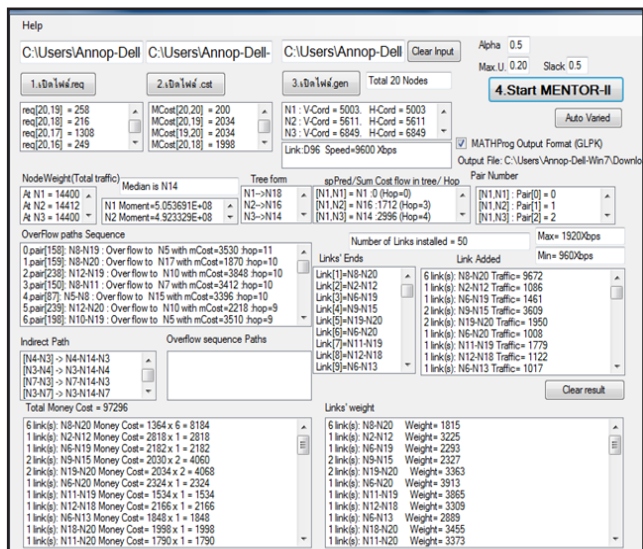 Help
C:\Users\Annop-Dell
C:\Users\Annop-Dell-
C:\Users\Annop-Dell
Clear Input
Alpha 0.5
Max.U. 0.20 Slack 0.5
1.เปิดไฟล์.req
2.เปิดไฟล์ .cst
3.เปิดไฟล์.gen
Total 20 Nodes
4.Start MENTOR-II
Auto Varied
req[20,19] = 258
req[20,18] = 216
req[20,17] = 1308
req[20,16] = 249
MCost[20,20] = 200
MCost[19,20] = 2034
MCost[20,19] = 2034
MCost[20,18] = 1998
N1 : V-Cord = 5003. H-Cord = 5003
N2 : V-Cord = 5611. H-Cord = 5611
N3 : V-Cord = 6849. H-Cord = 6849
Link:D96 Speed=9600 Xbps
MATHProg Output Format (GLPK)
Output File: C:\Users\Annop-Dell-Win7\Downlo
NodeWeight(Total traffic)
At N1 = 14400
At N2 = 14412
At N3 = 14400
Median is N14
N1 Moment=5.053691E+08
N2 Moment=4.923329E+08
Tree form
N1-->N18
N2-->N16
N3-->N14
spPred/Sum Cost flow in tree/ Hop
[N1,N1] = N1 :0 (Hop=0)
[N1,N2] = N16 :1712 (Hop=3)
[N1,N3] = N14 :2996 (Hop=4)
Pair Number
[N1,N1] : Pair[0] = 0
[N1,N2] : Pair[1] = 1
[N1,N3] : Pair[2] = 2
OverFlow paths Sequence
0.pair[158]: N8-N19 : Overflow to N5 with mCost=3530 :hop=11
1.pair[159]: N8-N20 : Overflow to N17 with mCost=1870 :hop=10
2.pair[238]: N12-N19 : Overflow to N10 with mCost=3848 :hop=10
3.pair[150]: N8-N11 : Overflow to N7 with mCost=3412 :hop=10
4.pair[87]: N5-N8 : Overflow to N15 with mCost=3396 :hop=10
5.pair[239]: N12-N20 : Overflow to N10 with mCost=2218 :hop=9
6.pair[198]: N10-N19 : Overflow to N5 with mCost=3510 :hop=9
Number of Links installed = 50
Max= 1920Xbps
Min= 960Xbps
Links' Ends
Link[1]=N8-N20
Link[2]=N2-N12
Link[3]=N6-N19
Link[4]=N9-N15
Link[5]=N19-N20
Link[6]=N6-N20
Link[7]=N11-N19
Link[8]=N12-N18
Link[9]=N6-N13
Link Added
6 link(s): N8-N20 Traffic= 9672
1 link(s): N2-N12 Traffic= 1086
1 link(s): N6-N19 Traffic= 1461
2 link(s): N9-N15 Traffic= 3609
2 link(s): N19-N20 Traffic= 1950
1 link(s): N6-N20 Traffic= 1008
1 link(s): N11-N19 Traffic= 1779
1 link(s): N12-N18 Traffic= 1122
1 link(s): N6-N13 Traffic= 1017
Indirect Path
[N4-N3] -> N4-N14-N3
[N3-N4] -> N3-N14-N4
[N7-N3] -> N7-N14-N3
[N3-N7] -> N3-N14-N7
Overflow sequence Paths
Clear result
Total Money Cost = 97296
6 link(s): N8-N20 Money Cost= 1364 x 6 = 8184
1 link(s): N2-N12 Money Cost= 2818 x 1 = 2818
1 link(s): N6-N19 Money Cost= 2182 x 1 = 2182
2 link(s): N9-N15 Money Cost= 2030 x 2 = 4060
2 link(s): N19-N20 Money Cost= 2034 x 2 = 4068
1 link(s): N6-N20 Money Cost= 2324 x 1 = 2324
1 link(s): N11-N19 Money Cost= 1534 x 1 = 1534
1 link(s): N12-N18 Money Cost= 2166 x 1 = 2166
1 link(s): N6-N13 Money Cost= 1848 x 1 = 1848
1 link(s): N18-N20 Money Cost= 1998 x 1 = 1998
1 link(s): N11-N20 Money Cost= 1790 x 1 = 1790
Links' weight
6 link(s): N8-N20 Weight= 1815
1 link(s): N2-N12 Weight= 3225
1 link(s): N6-N19 Weight= 2293
2 link(s): N9-N15 Weight= 2327
2 link(s): N19-N20 Weight= 3363
1 link(s): N6-N20 Weight= 3913
1 link(s): N11-N19 Weight= 3865
1 link(s): N12-N18 Weight= 3309
1 link(s): N6-N13 Weight= 2889
1 link(s): N18-N20 Weight= 3455
1 link(s): N11-N20 Weight= 3373